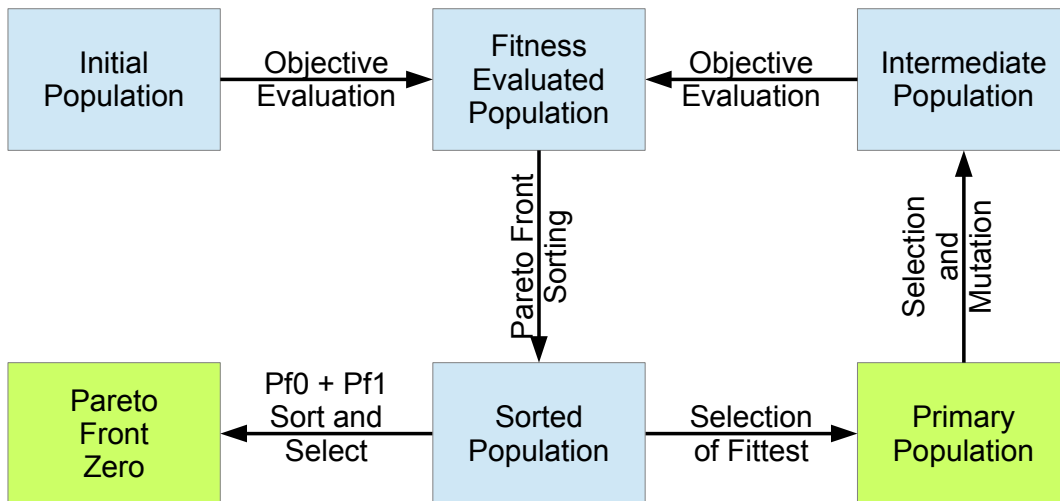 Initial
Population
Objective
Evaluation
Fitness
Evaluated
Population
Objective
Evaluation
Intermediate
Population
Pareto Front
Sorting
Selection
and
Mutation
Pareto
Front
Zero
Pf0 + Pf1
Sort and
Select
Sorted
Population
Selection
of Fittest
Primary
Population